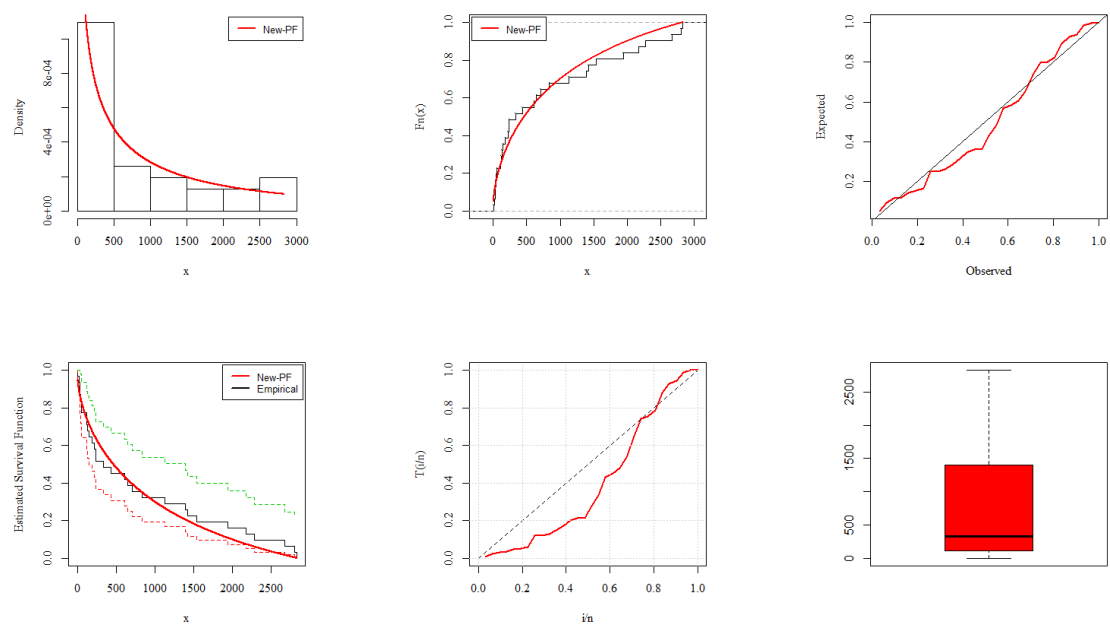 New-PF
Density
0e+00 4e-04 8e-04
0 500 1000 1500 2000 2500 3000
x
New-PF
Fn(x)
0.0 0.2 0.4 0.6 0.8 1.0
0 500 1000 1500 2000 2500
x
Expected
0.2 0.4 0.6 0.8 1.0
0.0 0.2 0.4 0.6 0.8 1.0
Observed
New-PF
Empirical
Estimated Survival Function
0.0 0.2 0.4 0.6 0.8 1.0
0 500 1000 1500 2000 2500
x
T(i/n)
0.0 0.2 0.4 0.6 0.8 1.0
0.0 0.2 0.4 0.6 0.8 1.0
i/n
0 500 1500 2500